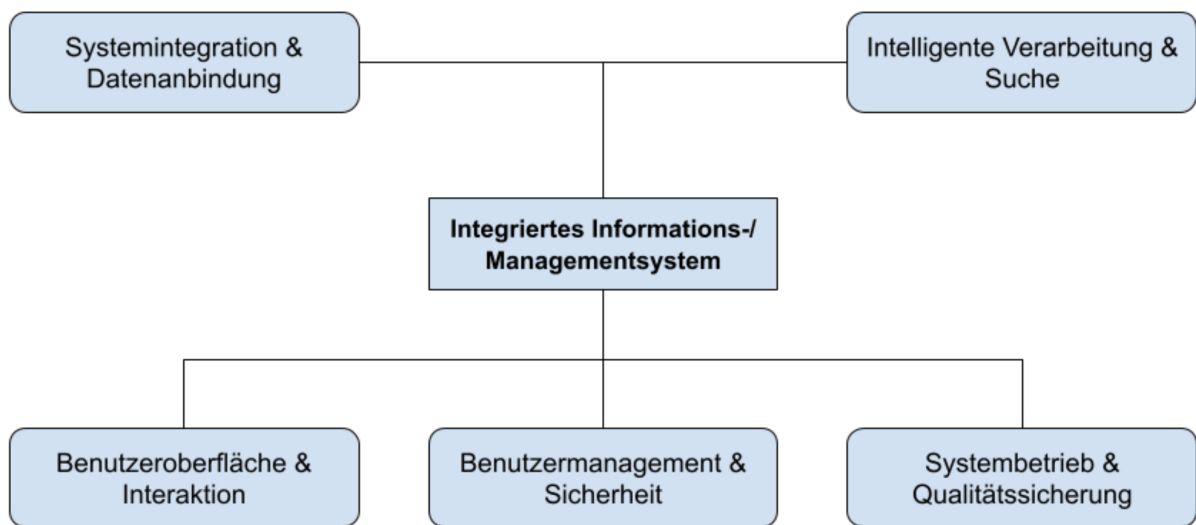 Systemintegration &
Datenanbindung
Intelligente Verarbeitung &
Suche
Integriertes Informations-/
Managementsystem
Benutzeroberfläche &
Interaktion
Benutzermanagement &
Sicherheit
Systembetrieb &
Qualitätssicherung